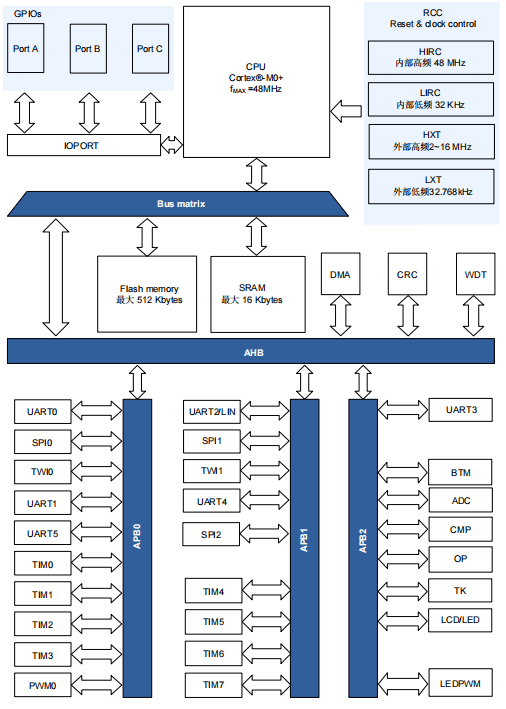 GPIOs
Port A
Port B
Port C
IOPORT
CPU
Cortex®-M0+
fMAX =48MHz
RCC
Reset & clock control
HIRC
内部高频 48 MHz
LIRC
内部低频 32 KHz
HXT
外部高频2~16 MHz
LXT
外部低频32.768kHz
Bus matrix
Flash memory
最大 512 Kbytes
SRAM
最大 16 Kbytes
DMA
CRC
WDT
AHB
UART0
SPI0
TWI0
UART1
UART5
TIM0
TIM1
TIM2
TIM3
PWM0
APB0
UART2/LIN
SPI1
TWI1
UART4
SPI2
TIM4
TIM5
TIM6
TIM7
APB1
APB2
UART3
BTM
ADC
CMP
OP
TK
LCD/LED
LEDPWM